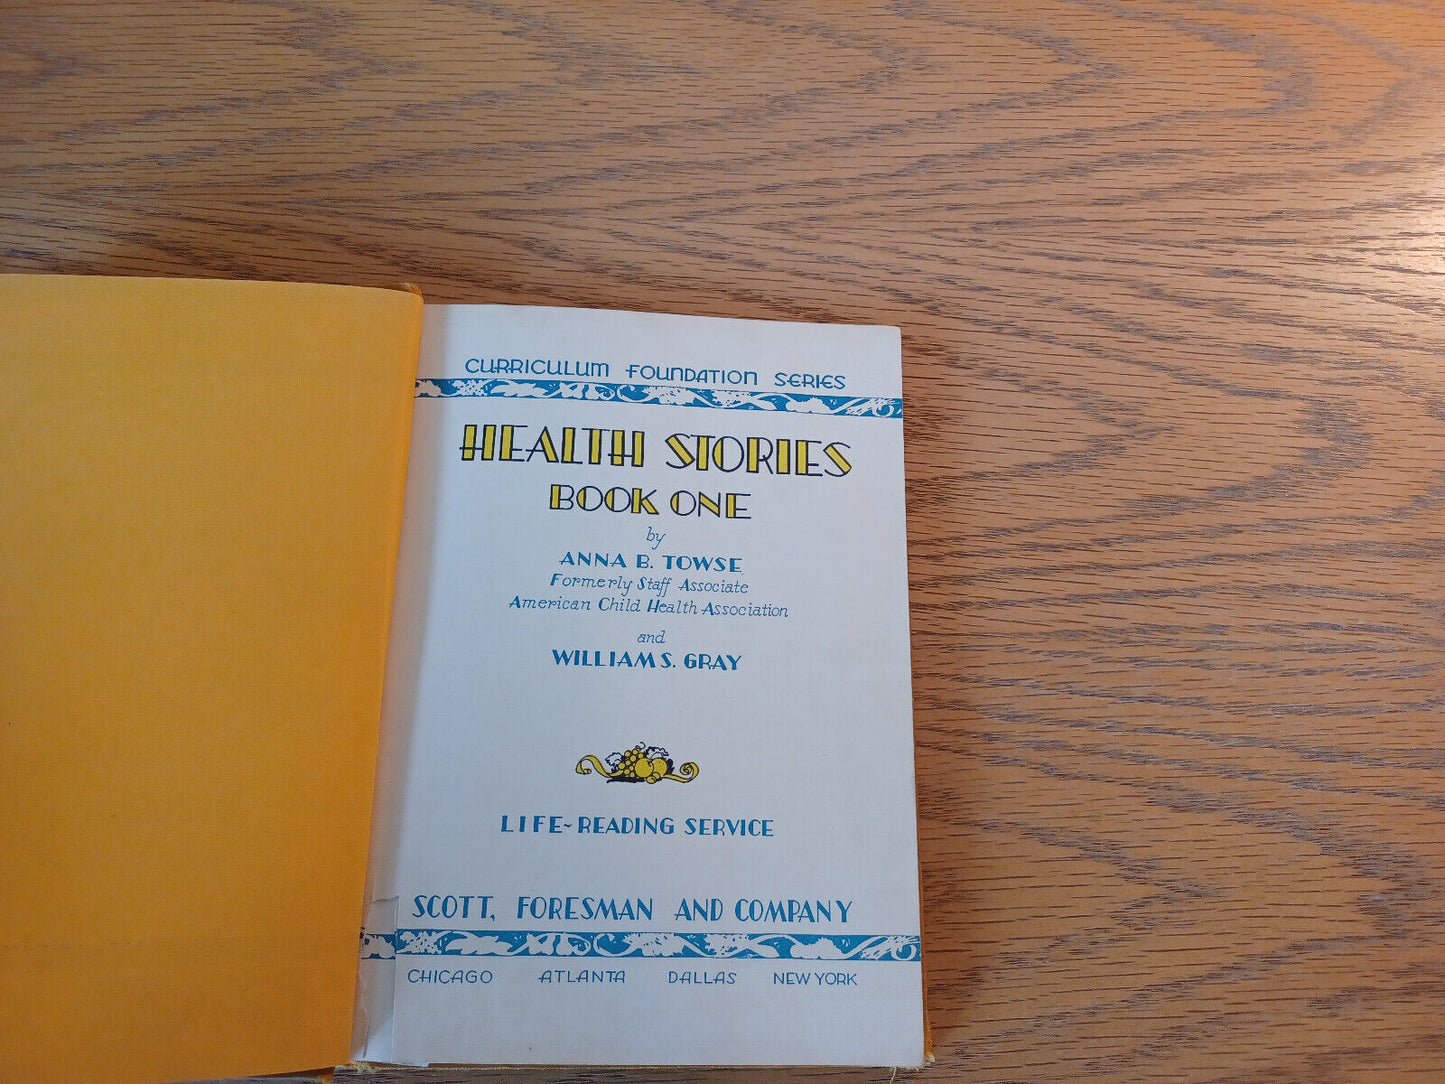 CURRICULUM FOUNDATION SERIES
HEALTH STORIES
BOOK ONE
by
ANNA B. TOWSE
Formerly Staff Associate
American Child Health Association
and
WILLIAM S. GRAY
LIFE-READING SERVICE
SCOTT, FORESMAN AND COMPANY
CHICAGO ATLANTA DALLAS NEW YORK